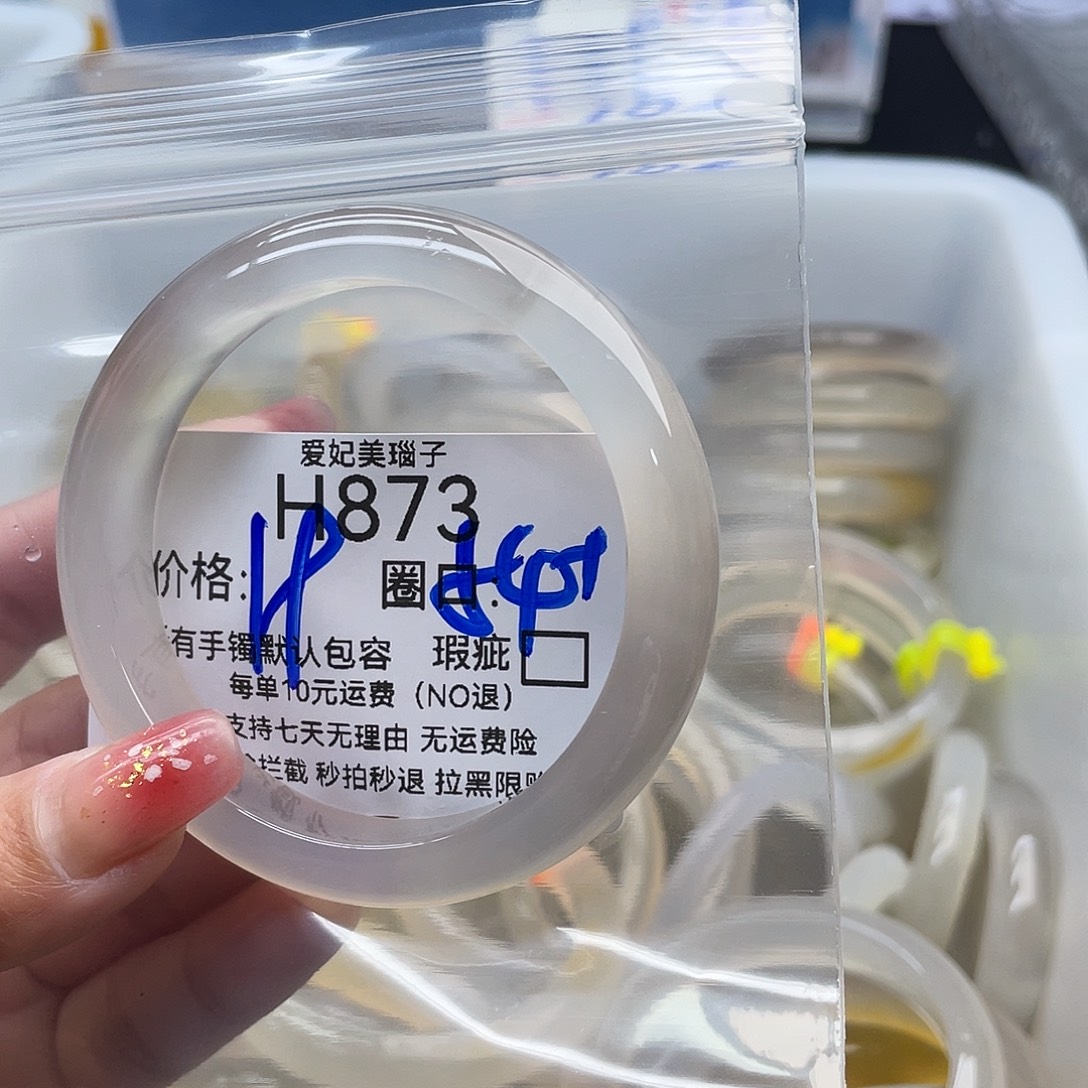 爱妃美瑙子
H873
价格: 圈口:
有手镯默认包容 瑕疵
每单10元运费（NO退）
支持七天无理由 无运费险
拦截 秒拍秒退 拉黑限